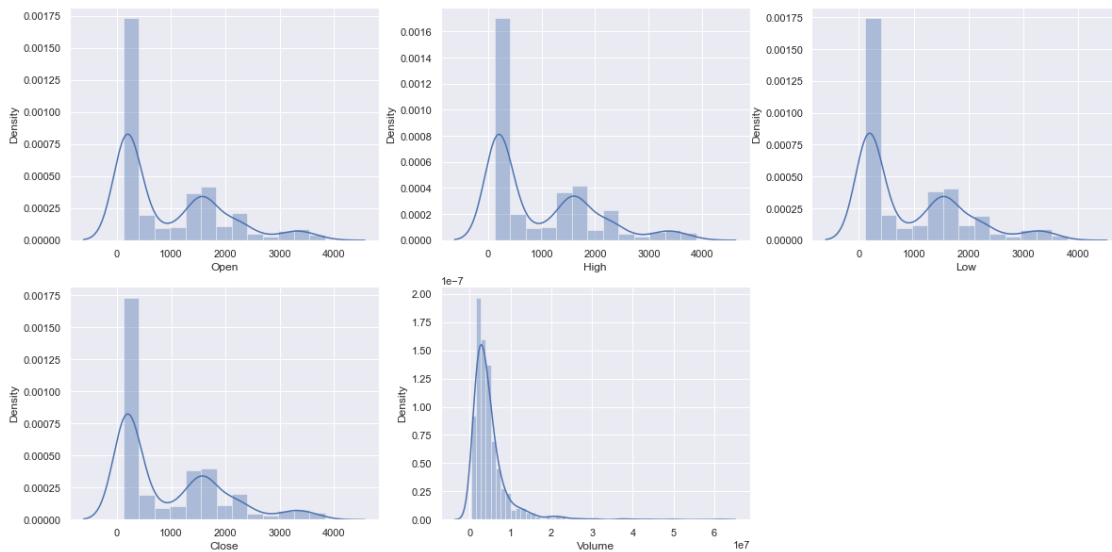 0.00175
0.00150
0.00125
0.00100
0.00075
0.00050
0.00025
0.00000
Density
0 1000 2000 3000 4000
Open
0.0016
0.0014
0.0012
0.0010
0.0008
0.0006
0.0004
0.0002
0.0000
Density
0 1000 2000 3000 4000
High
0.00175
0.00150
0.00125
0.00100
0.00075
0.00050
0.00025
0.00000
Density
0 1000 2000 3000 4000
Low
0.00175
0.00150
0.00125
0.00100
0.00075
0.00050
0.00025
0.00000
Density
0 1000 2000 3000 4000
Close
1e−7
2.00
1.75
1.50
1.25
1.00
0.75
0.50
0.25
0.00
Density
0 1 2 3 4 5 6
1e7
Volume